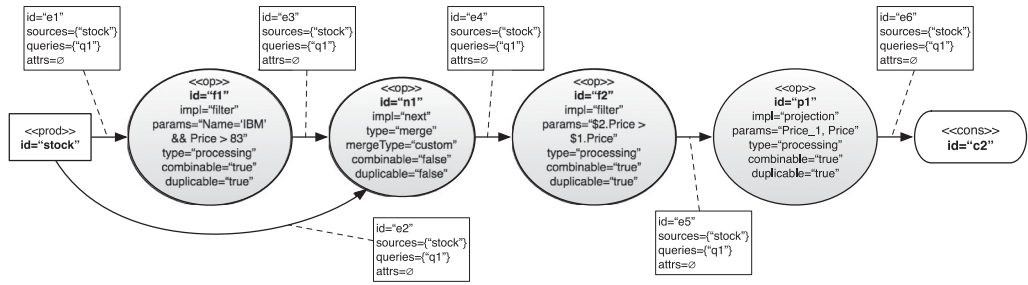 id="e1"
sources={"stock"}
queries={"q1"}
attrs=∅
id="e3"
sources={"stock"}
queries={"q1"}
attrs=∅
id="e4"
sources={"stock"}
queries={"q1"}
attrs=∅
id="e6"
sources={"stock"}
queries={"q1"}
attrs=∅
<<prod>>
id="stock"
<<op>>
id="f1"
impl="filter"
params="Name='IBM'
&& Price > 83"
type="processing"
combinable="true"
duplicable="true"
<<op>>
id="n1"
impl="next"
type="merge"
mergeType="custom"
combinable="false"
duplicable="false"
<<op>>
id="f2"
impl="filter"
params="$2.Price >
$1.Price"
type="processing"
combinable="true"
duplicable="true"
<<op>>
id="p1"
impl="projection"
params="Price_1, Price"
type="processing"
combinable="true"
duplicable="true"
<<cons>>
id="c2"
id="e2"
sources={"stock"}
queries={"q1"}
attrs=∅
id="e5"
sources={"stock"}
queries={"q1"}
attrs=∅